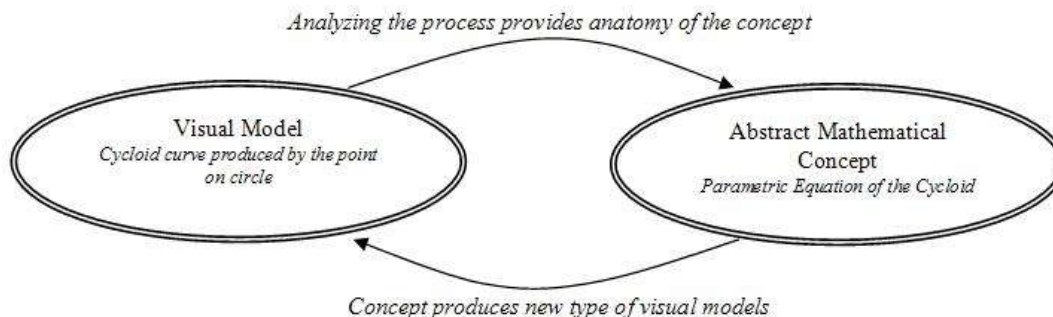 Analyzing the process provides anatomy of the concept
Visual Model
Cycloid curve produced by the point
on circle
Abstract Mathematical
Concept
Parametric Equation of the Cycloid
Concept produces new type of visual models